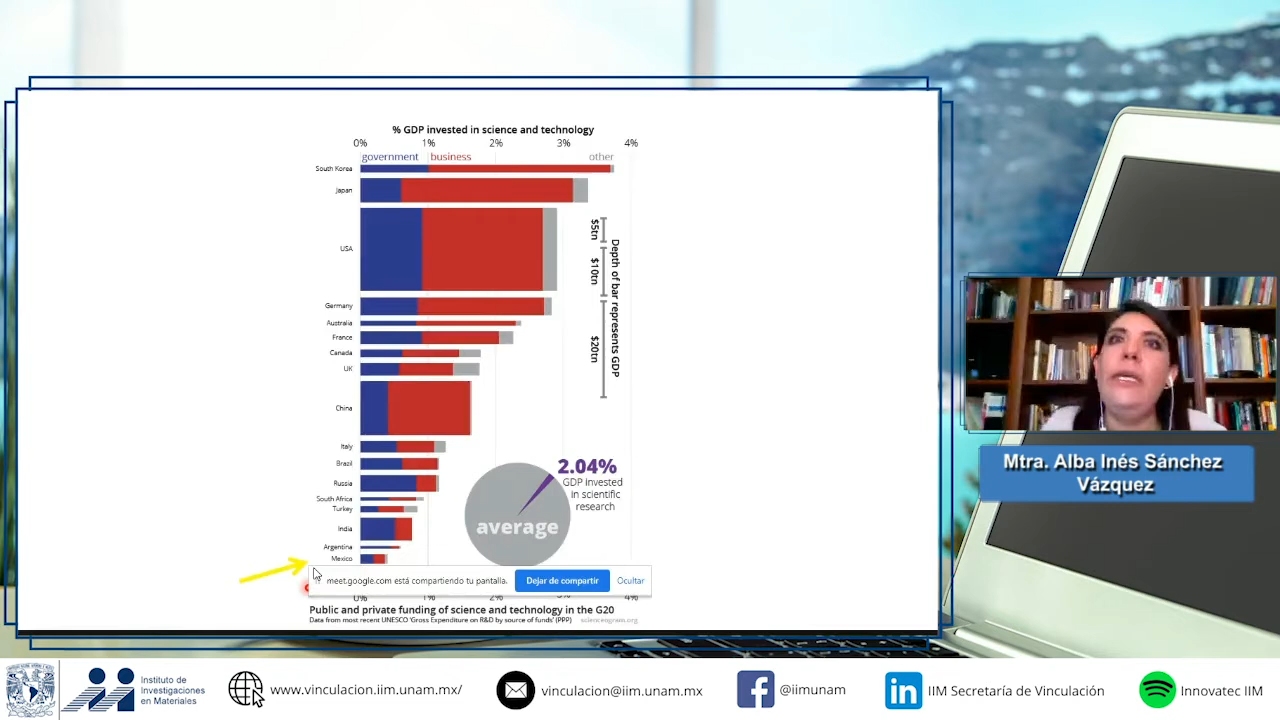 % GDP invested in science and technology
0% 1% 2% 3% 4%
government business other
South Korea
Japan
USA
Germany
Australia
France
Canada
UK
China
Italy
Brazil
Russia
South Africa
Turkey
India
Argentina
Mexico
$5tn
$10tn
$20tn
Depth of bar represents GDP
2.04%
GDP invested
in scientific
research
average
meet.google.com está compartiendo tu pantalla.
Dejar de compartir
Ocultar
0% 1% 2% 3% 4%
Public and private funding of science and technology in the G20
Data from most recent UNESCO 'Gross Expenditure on R&D by source of funds' (PPP) sciencogram.org
Mtra. Alba Inés Sánchez
Vázquez
Instituto de
Investigaciones
en Materiales
www.vinculacion.iim.unam.mx/
vinculacion@iim.unam.mx
@iimunam
IIM Secretaría de Vinculación
Innovatec IIM